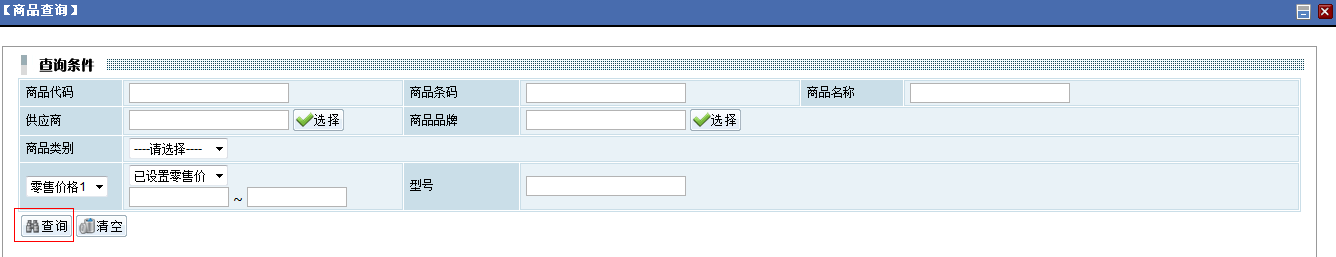 【商品查询】
查询条件
商品代码 商品条码 商品名称
供应商 选择 商品品牌 选择
商品类别 ----请选择----
零售价格1 已设置零售价 型号
~
查询 清空